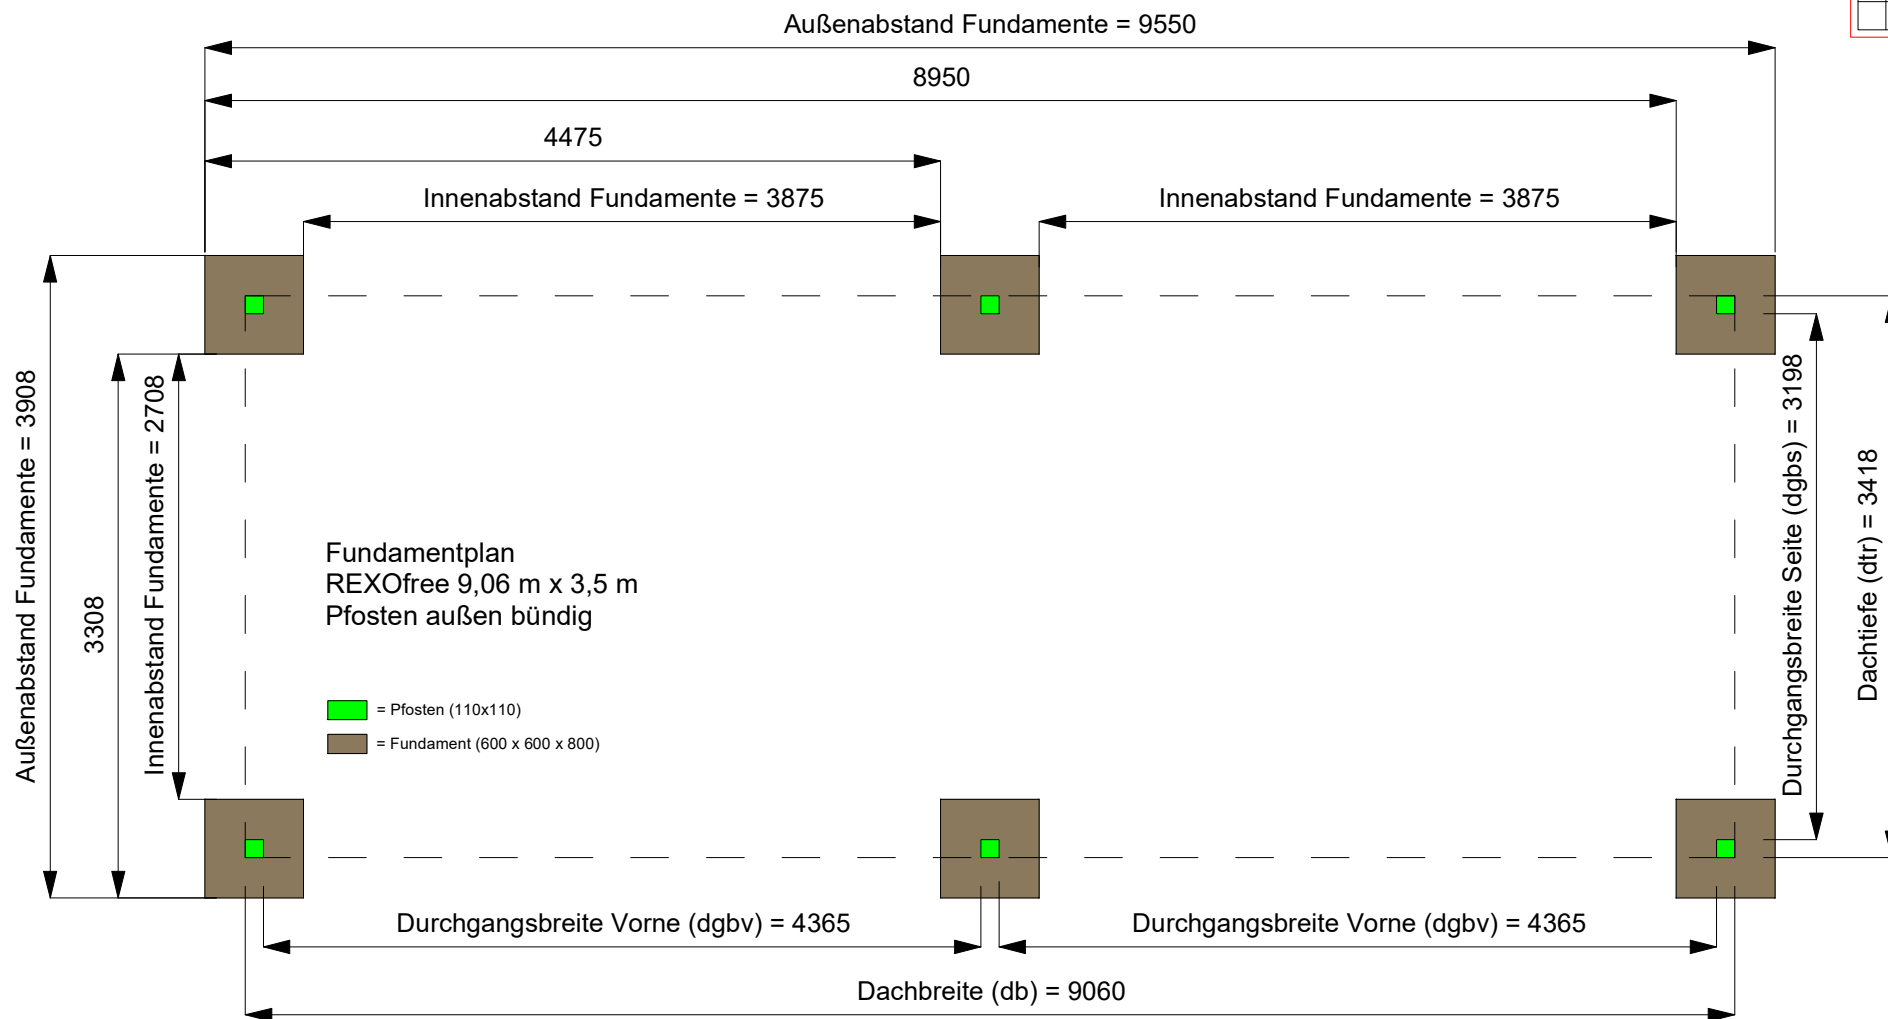 Außenabstand Fundamente = 9550
8950
4475
Innenabstand Fundamente = 3875
Innenabstand Fundamente = 3875
Außenabstand Fundamente = 3908
3308
Innenabstand Fundamente = 2708
Durchgangsbreite Seite (dgbs) = 3198
Dachtiefe (dtr) = 3418
Fundamentplan
REXOfree 9,06 m x 3,5 m
Pfosten außen bündig
= Pfosten (110x110)
= Fundament (600 x 600 x 800)
Durchgangsbreite Vorne (dgbv) = 4365
Durchgangsbreite Vorne (dgbv) = 4365
Dachbreite (db) = 9060